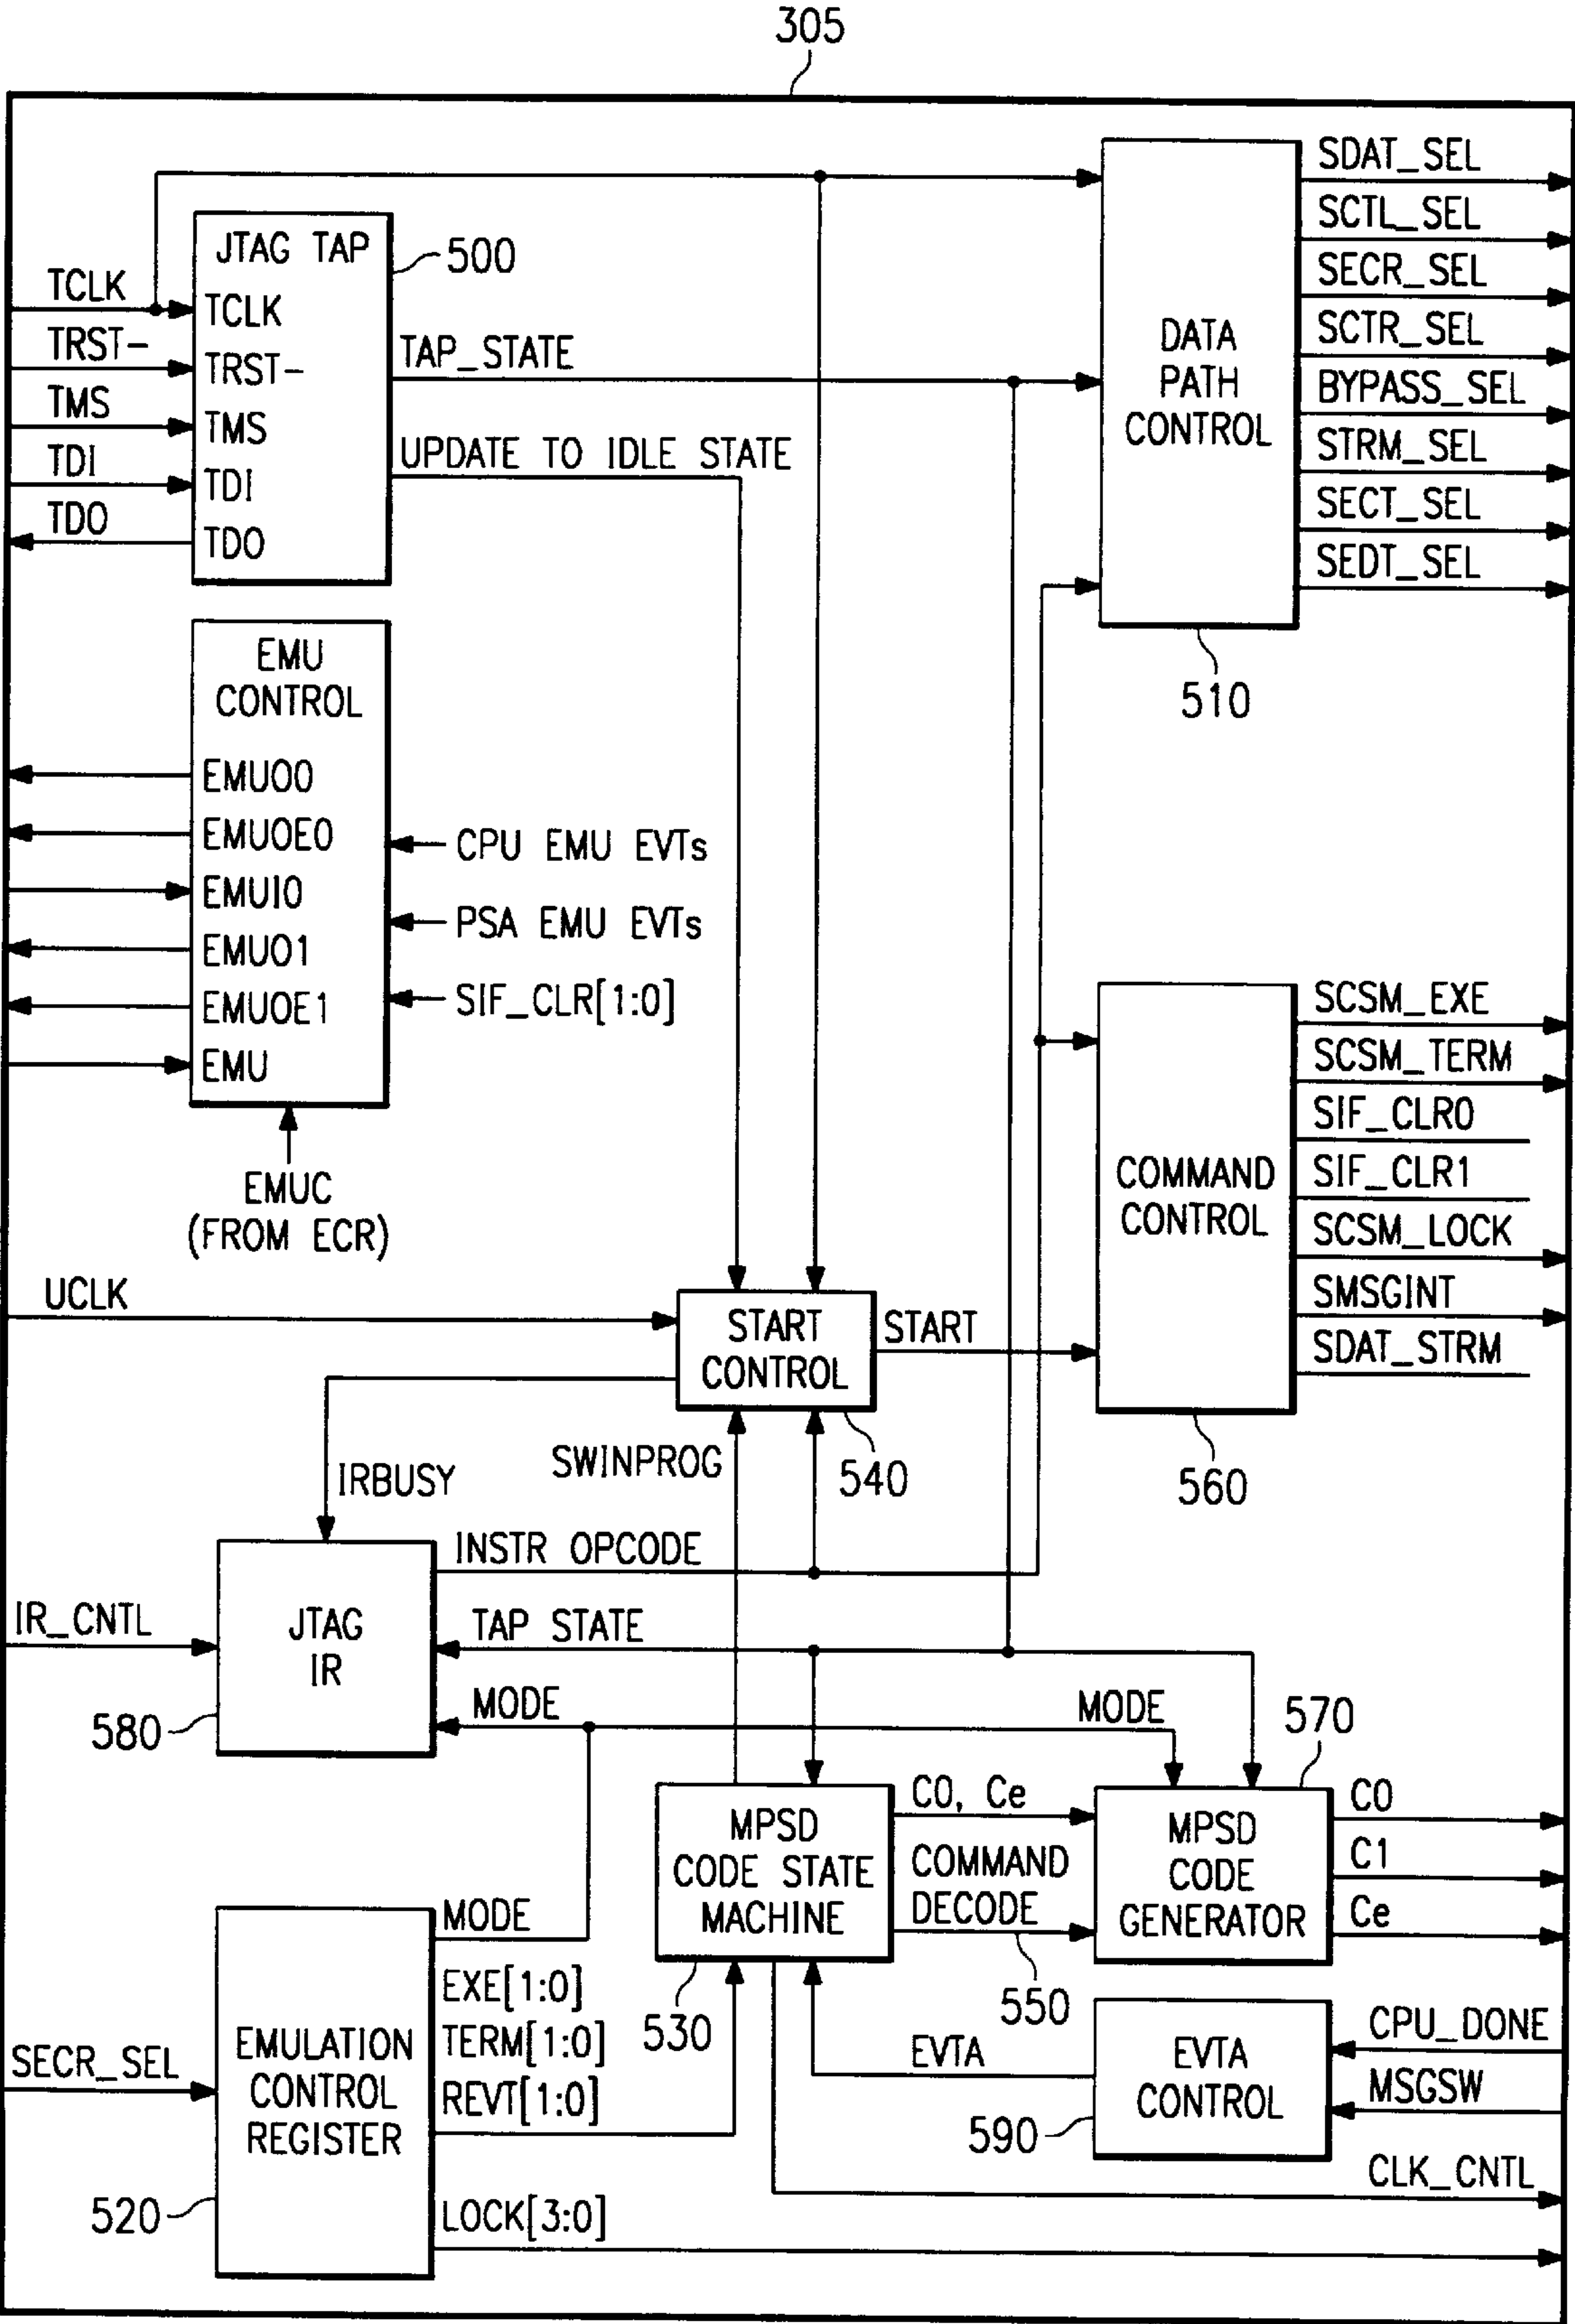 305
SDAT_SEL
SCTL_SEL
SECR_SEL
SCTR_SEL
BYPASS_SEL
STRM_SEL
SECT_SEL
SEDT_SEL
DATA
PATH
CONTROL
510
JTAG TAP
500
TCLK
TRST-
TMS
TDI
TDO
TCLK
TRST-
TMS
TDI
TDO
TAP_STATE
UPDATE TO IDLE STATE
EMU
CONTROL
EMUO0
EMUOE0
EMUI0
EMUO1
EMUOE1
EMU
CPU EMU EVTs
PSA EMU EVTs
SIF_CLR[1:0]
EMUC
(FROM ECR)
UCLK
START
CONTROL
START
540
SWINPROG
IRBUSY
COMMAND
CONTROL
560
SCSM_EXE
SCSM_TERM
SIF_CLR0
SIF_CLR1
SCSM_LOCK
SMSGINT
SDAT_STRM
IR_CNTL
JTAG
IR
580
INSTR OPCODE
TAP STATE
MODE
MODE
570
MPSD
CODE STATE
MACHINE
530
C0, Ce
COMMAND
DECODE
550
MPSD
CODE
GENERATOR
C0
C1
Ce
SECR_SEL
EMULATION
CONTROL
REGISTER
520
MODE
EXE[1:0]
TERM[1:0]
REVT[1:0]
LOCK[3:0]
EVTA
EVTA
CONTROL
590
CPU_DONE
MSGSW
CLK_CNTL